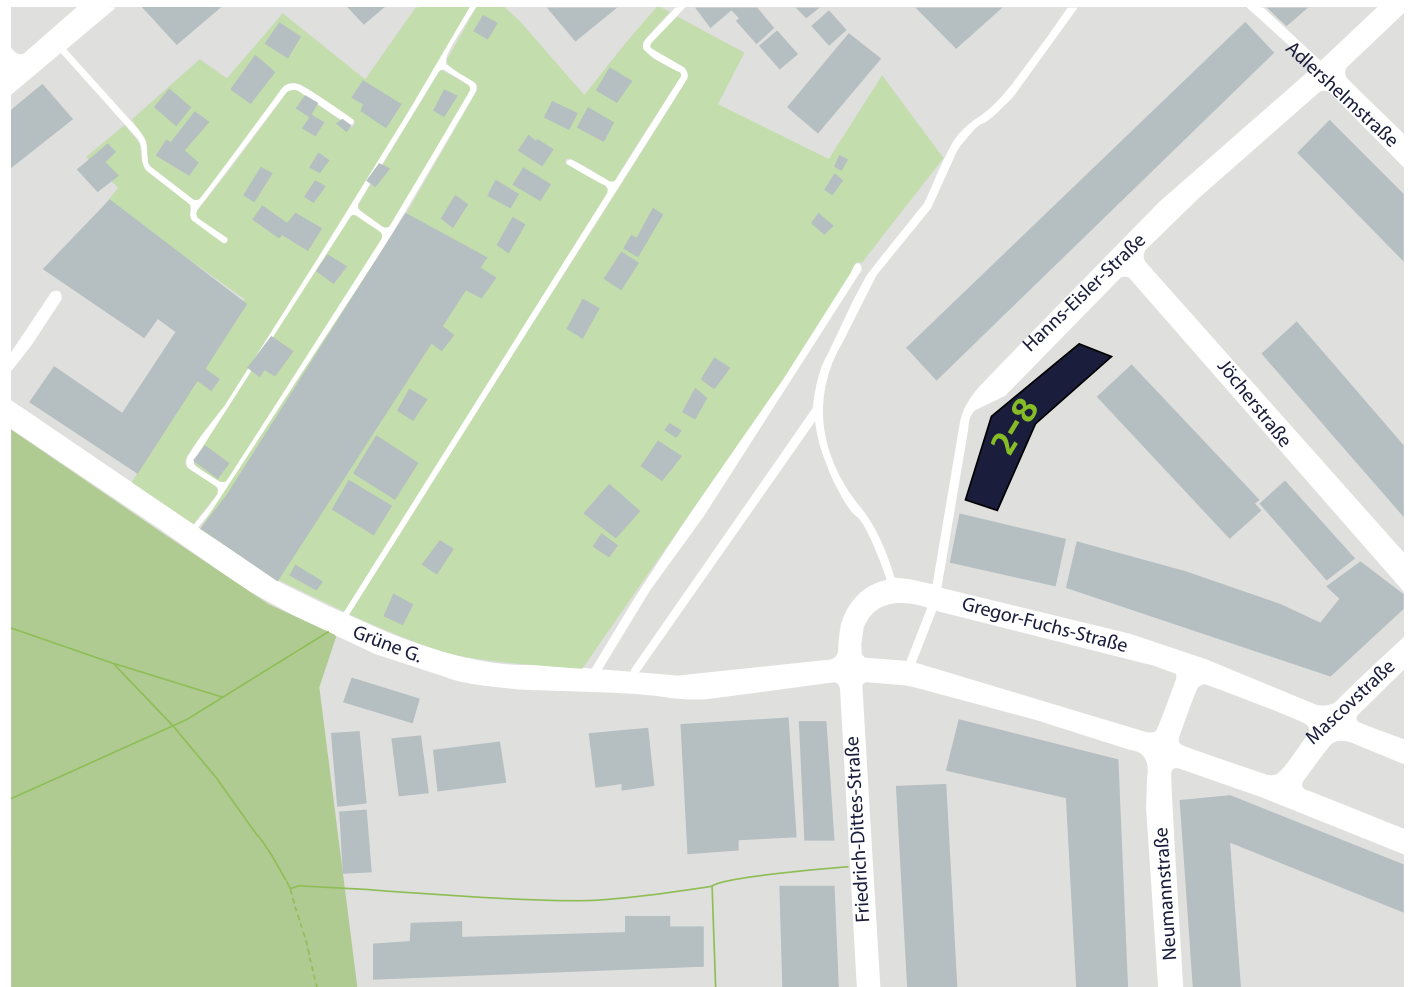 Adlershelmstraße
Hanns-Eisler-Straße
Jöcherstraße
2–8
Gregor-Fuchs-Straße
Grüne G.
Mascovstraße
Friedrich-Dittes-Straße
Neumannstraße